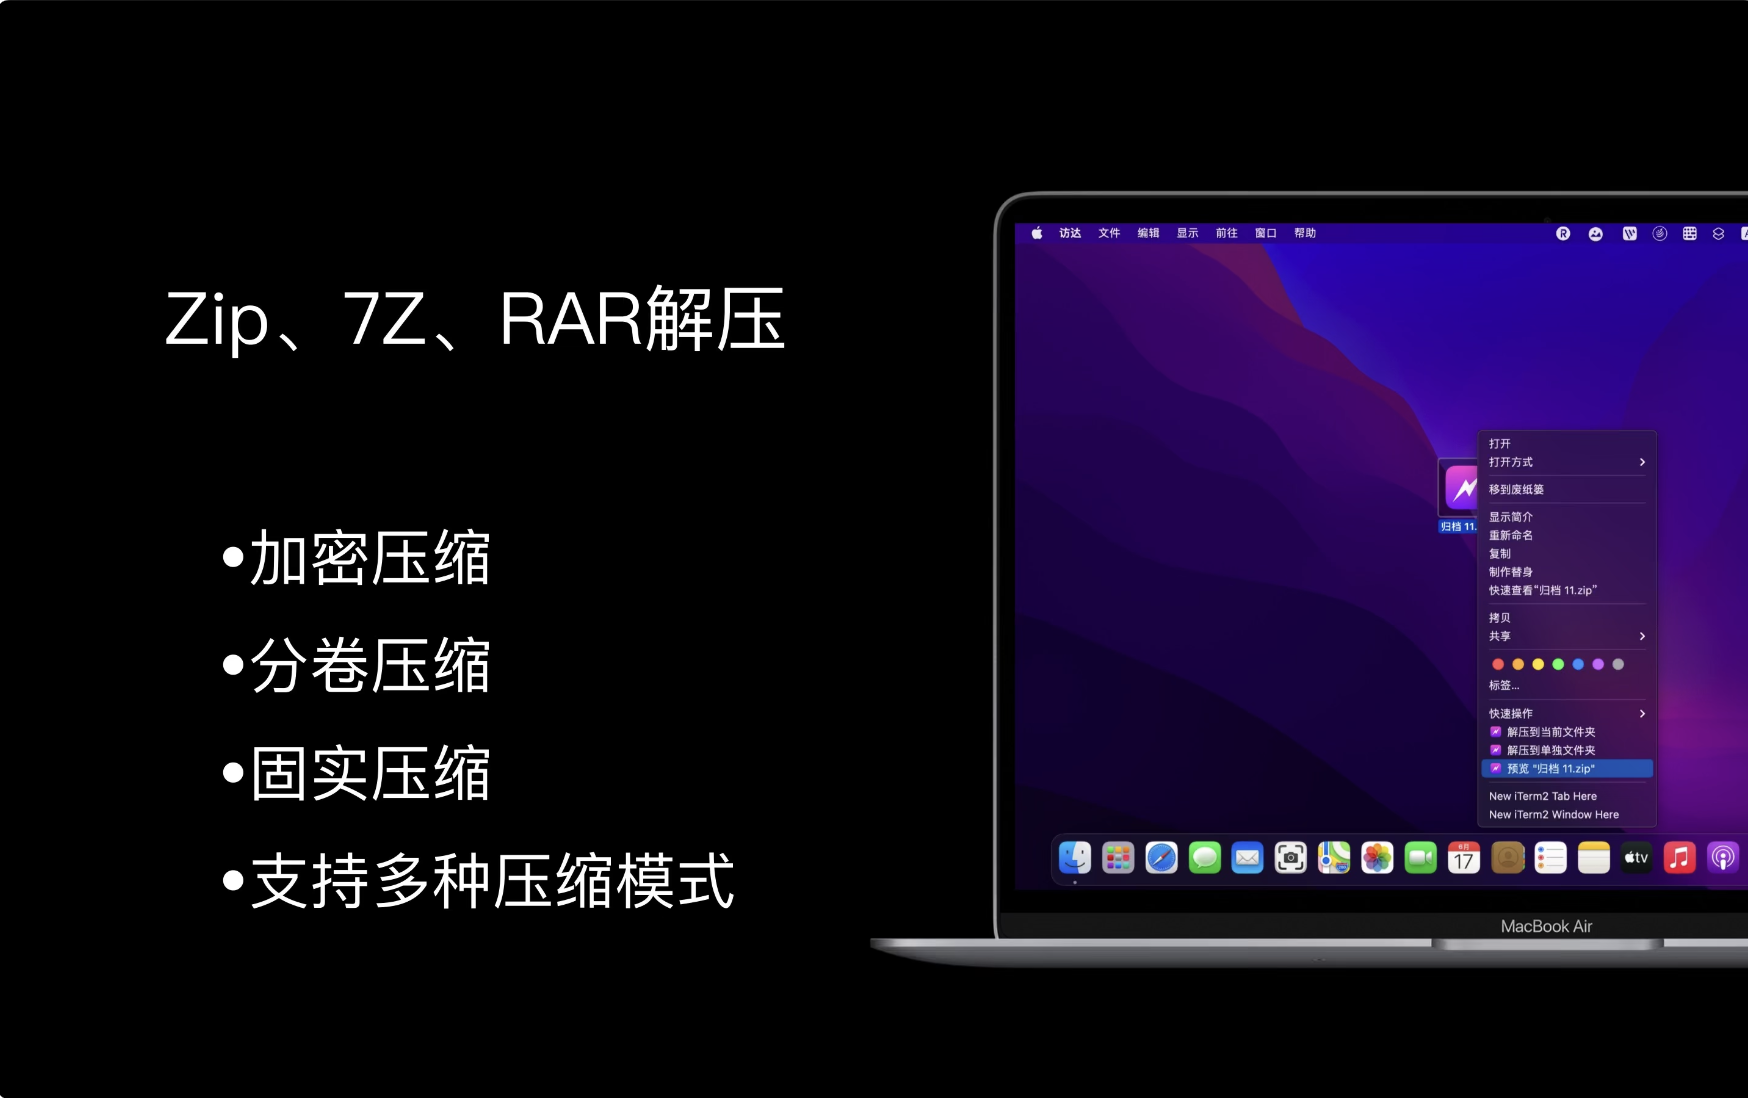 Zip、7Z、RAR解压
•加密压缩
•分卷压缩
•固实压缩
•支持多种压缩模式
访达 文件 编辑 显示 前往 窗口 帮助
归档 11.
打开
打开方式
移到废纸篓
显示简介
重新命名
复制
制作替身
快速查看“归档 11.zip”
拷贝
共享
标签...
快速操作
解压到当前文件夹
解压到单独文件夹
预览 "归档 11.zip"
New iTerm2 Tab Here
New iTerm2 Window Here
6月
17
tv
MacBook Air